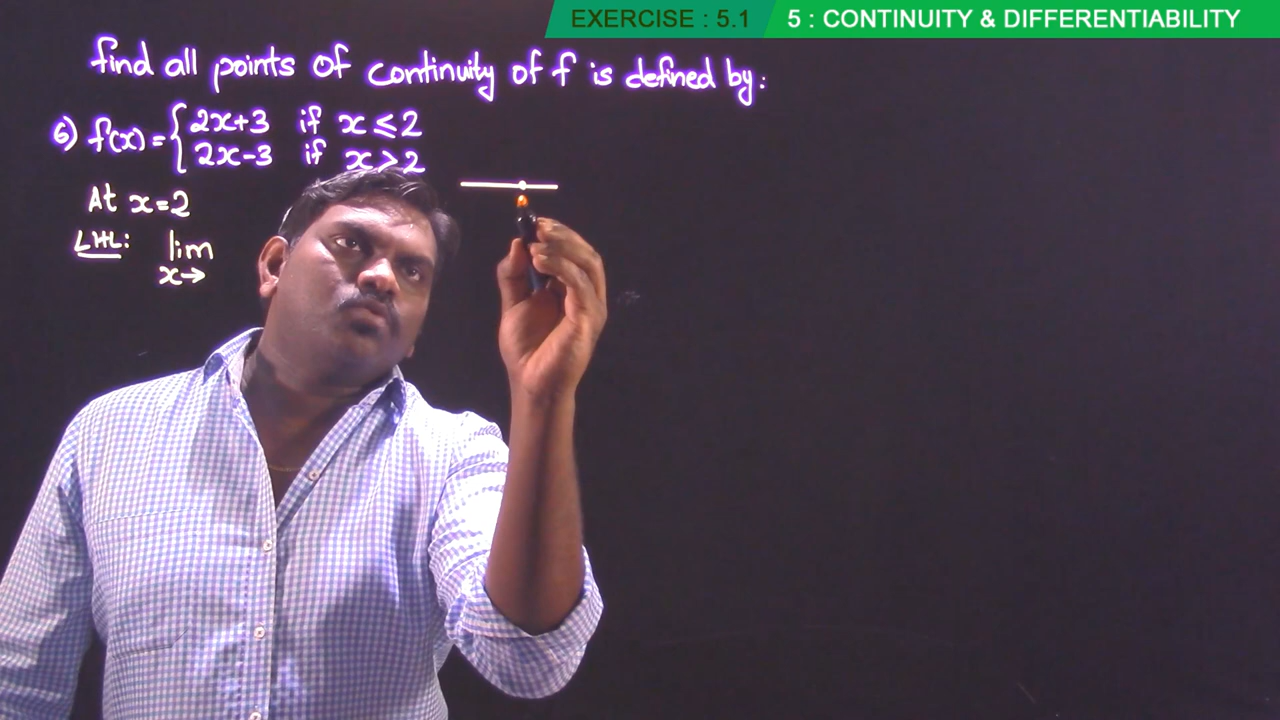 EXERCISE : 5.1 5 : CONTINUITY & DIFFERENTIABILITY
find all points of continuity of f is defined by:
6) f(x) = { 2x+3 if x ≤ 2
2x-3 if x > 2
At x=2
LHL: lim
x→